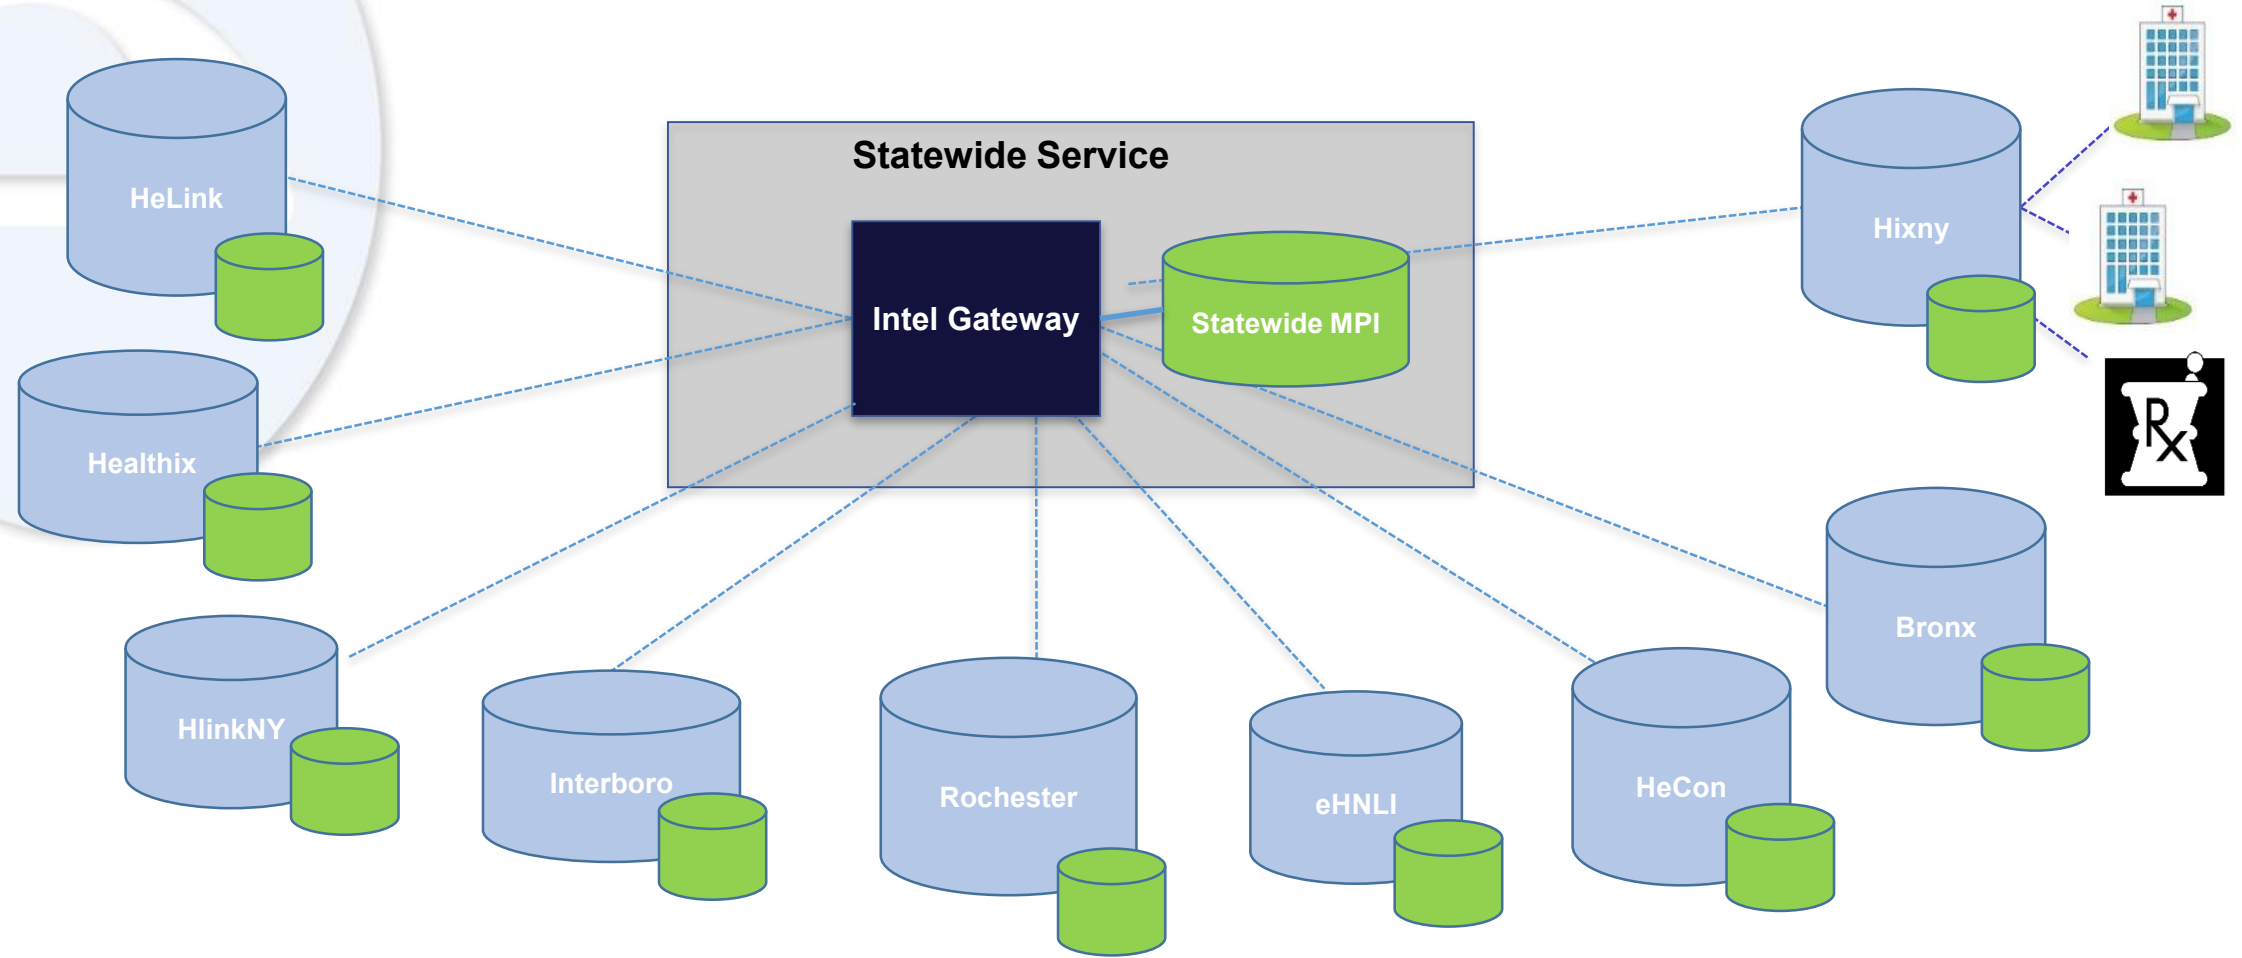 Statewide Service
HeLink
Hixny
Intel Gateway
Statewide MPI
Healthix
Rx
Bronx
HlinkNY
Interboro
Rochester
eHNLI
HeCon